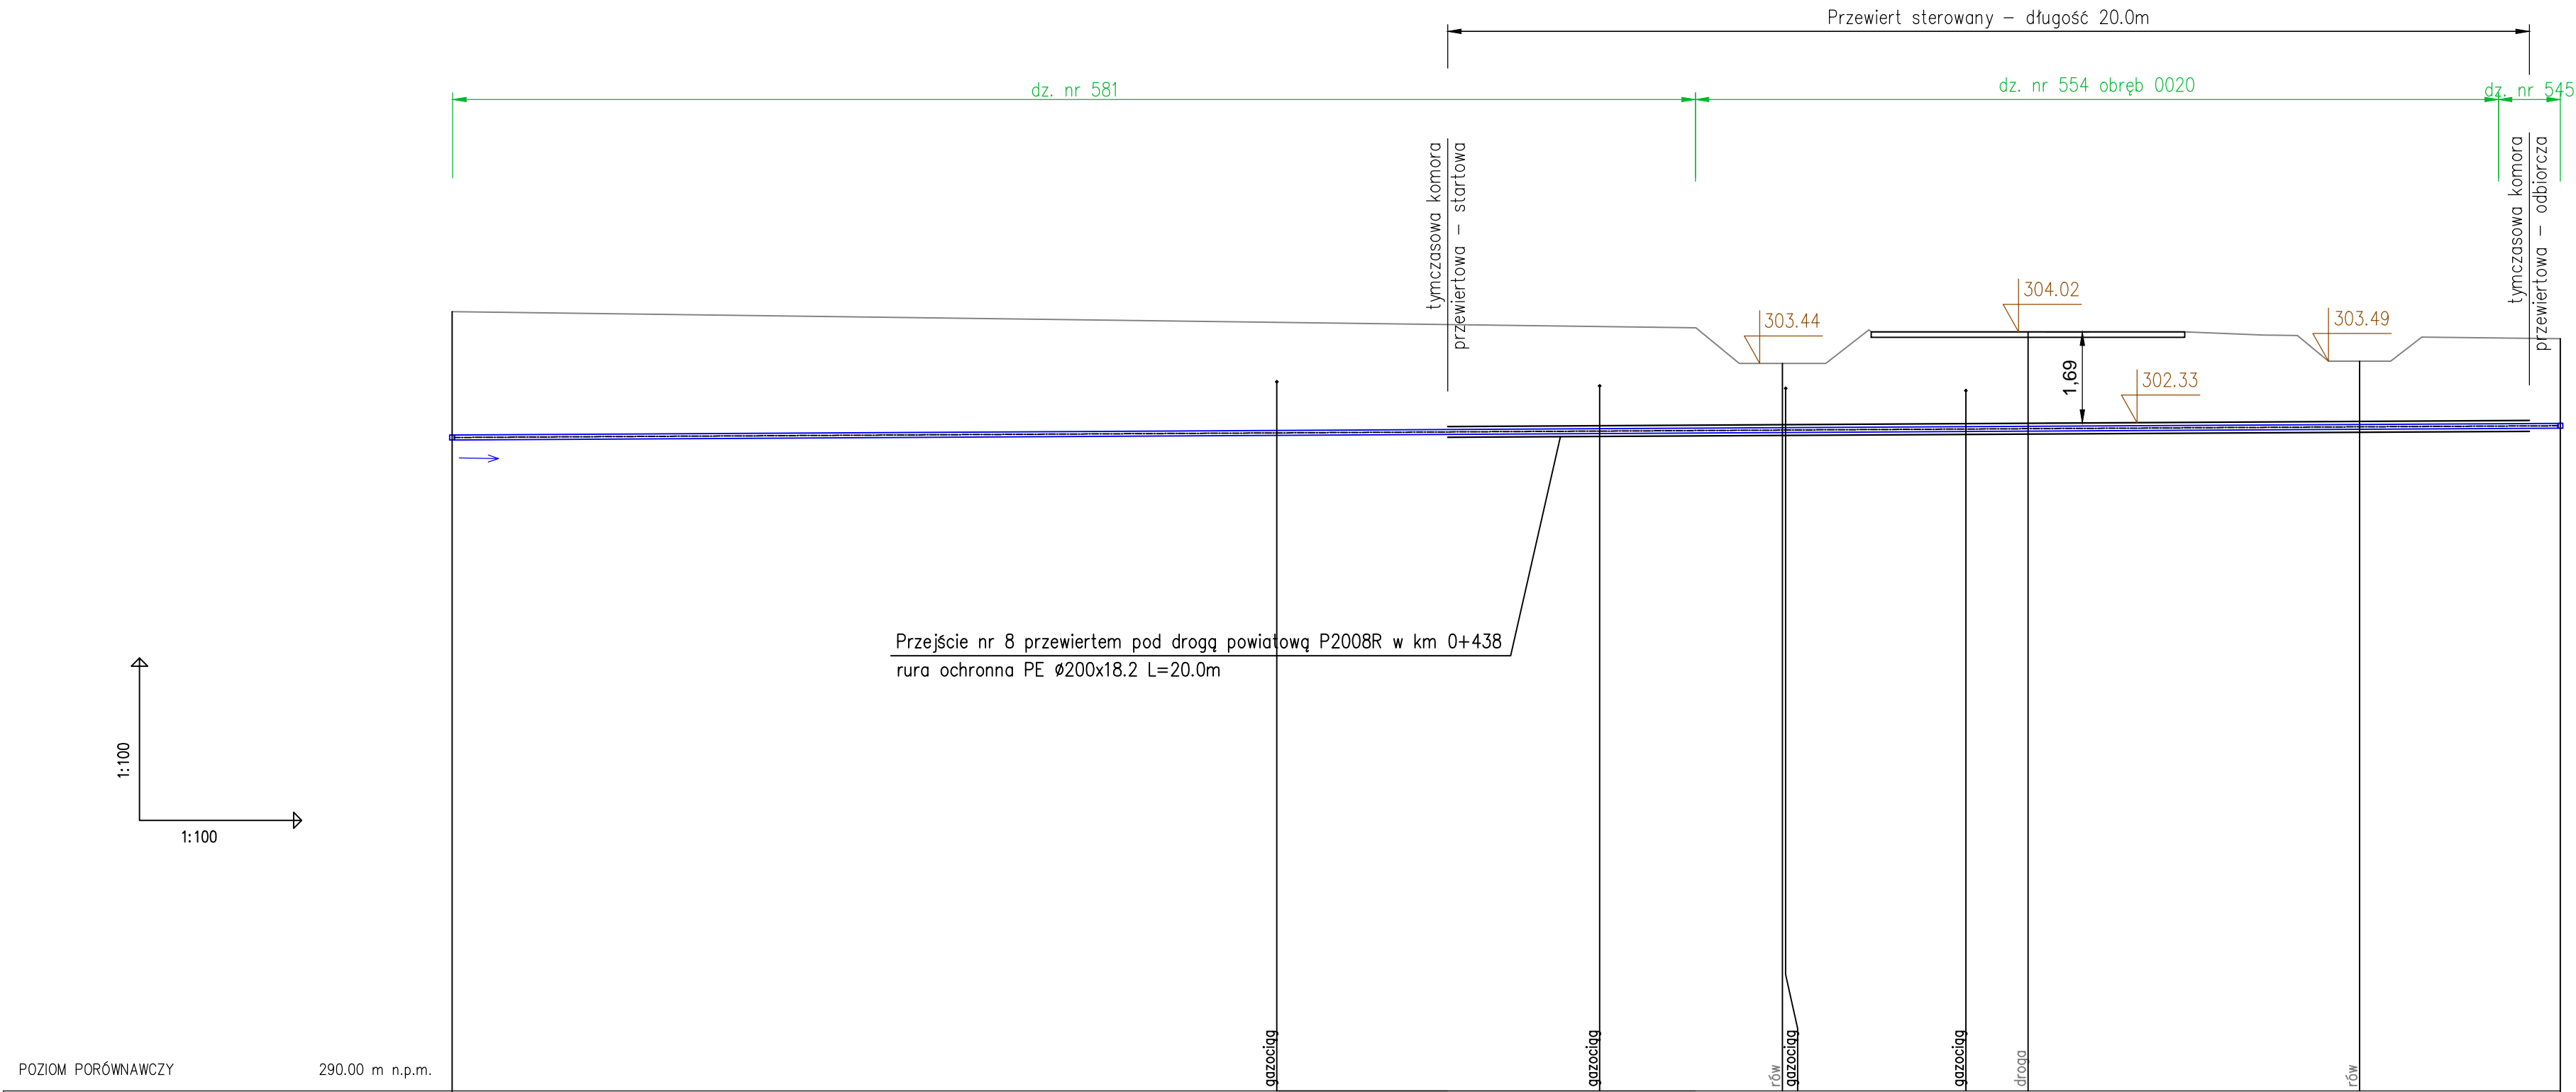 Przewiert sterowany – długość 20.0m
dz. nr 581
dz. nr 554 obręb 0020
dz. nr 545
tymczasowa komora
przewiertowa – startowa
tymczasowa komora
przewiertowa – odbiorcza
304.02
303.44
303.49
1,69
302.33
Przejście nr 8 przewiertem pod drogą powiatową P2008R w km 0+438
rura ochronna PE ø200x18.2 L=20.0m
1:100
1:100
gazociąg
gazociąg
rów
gazociąg
gazociąg
droga
rów
POZIOM PORÓWNAWCZY 290.00 m n.p.m.